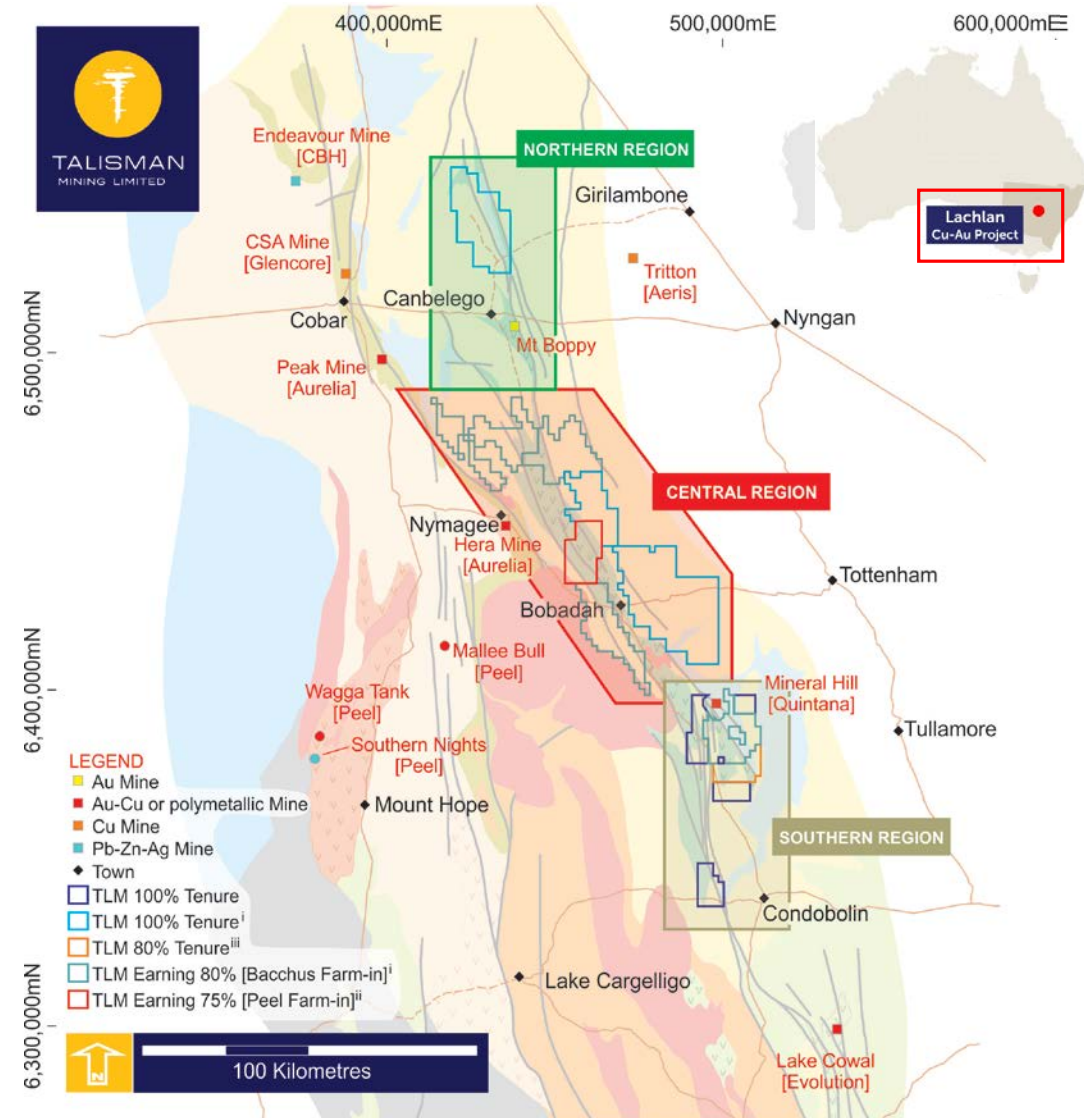 400,000mE
500,000mE
600,000mE
TALISMAN
MINING LIMITED
Endeavour Mine
[CBH]
NORTHERN REGION
Girilambone
Lachlan
Cu-Au Project
CSA Mine
[Glencore]
Tritton
[Aeris]
Canbelego
Cobar
Nyngan
Mt Boppy
6,500,000mN
Peak Mine
[Aurelia]
CENTRAL REGION
Nymagee
Hera Mine
[Aurelia]
Tottenham
Bobadah
Mallee Bull
[Peel]
6,400,000mN
Wagga Tank
[Peel]
Mineral Hill
[Quintana]
Southern Nights
[Peel]
Tullamore
Mount Hope
SOUTHERN REGION
LEGEND
Au Mine
Au-Cu or polymetallic Mine
Cu Mine
Pb-Zn-Ag Mine
Town
TLM 100% Tenure
TLM 100% Tenureⁱ
TLM 80% Tenureⁱⁱⁱ
TLM Earning 80% [Bacchus Farm-in]ⁱ
TLM Earning 75% [Peel Farm-in]ⁱⁱ
Condobolin
Lake Cargelligo
6,300,000mN
N
100 Kilometres
Lake Cowal
[Evolution]